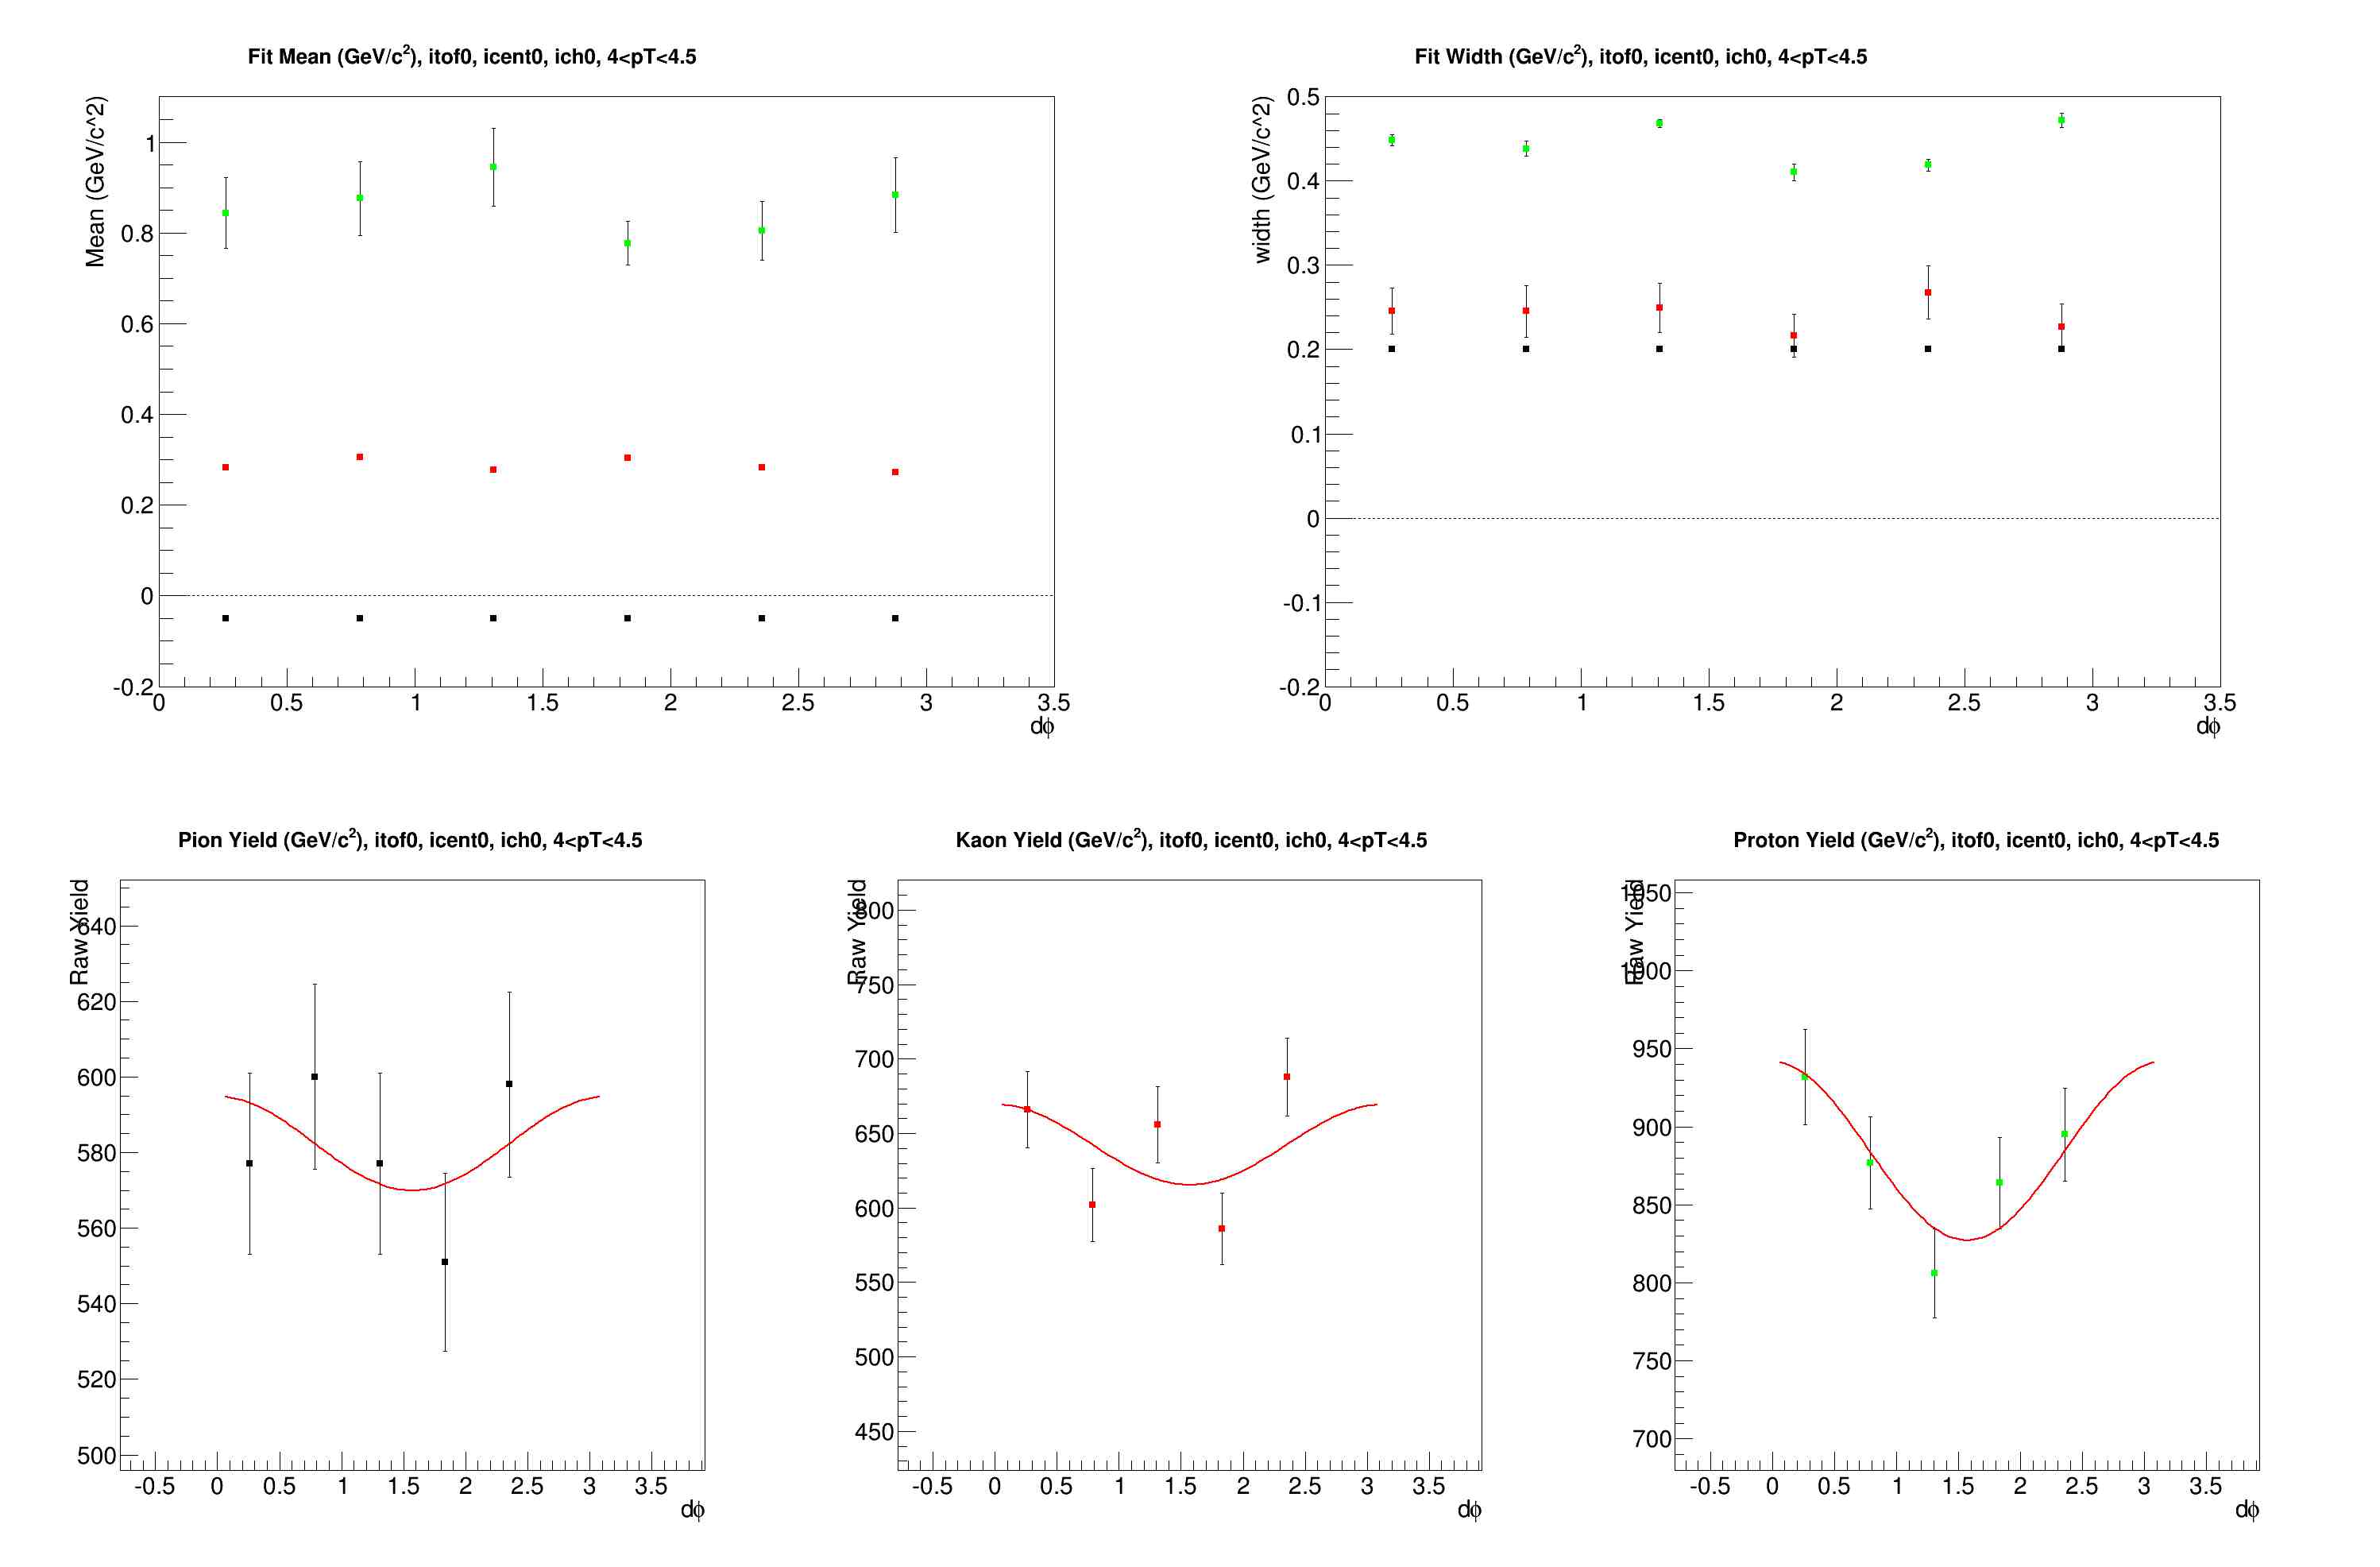 Fit Mean (GeV/c²), itof0, icent0, ich0, 4<pT<4.5
Mean (GeV/c^2)
1
0.8
0.6
0.4
0.2
0
-0.2
0 0.5 1 1.5 2 2.5 3 3.5
dϕ
Fit Width (GeV/c²), itof0, icent0, ich0, 4<pT<4.5
width (GeV/c^2)
0.5
0.4
0.3
0.2
0.1
0
-0.1
-0.2
0 0.5 1 1.5 2 2.5 3 3.5
dϕ
Pion Yield (GeV/c²), itof0, icent0, ich0, 4<pT<4.5
Raw Yield
640
620
600
580
560
540
520
500
-0.5 0 0.5 1 1.5 2 2.5 3 3.5
dϕ
Kaon Yield (GeV/c²), itof0, icent0, ich0, 4<pT<4.5
Raw Yield
800
750
700
650
600
550
500
450
-0.5 0 0.5 1 1.5 2 2.5 3 3.5
dϕ
Proton Yield (GeV/c²), itof0, icent0, ich0, 4<pT<4.5
Raw Yield
1050
1000
950
900
850
800
750
700
-0.5 0 0.5 1 1.5 2 2.5 3 3.5
dϕ